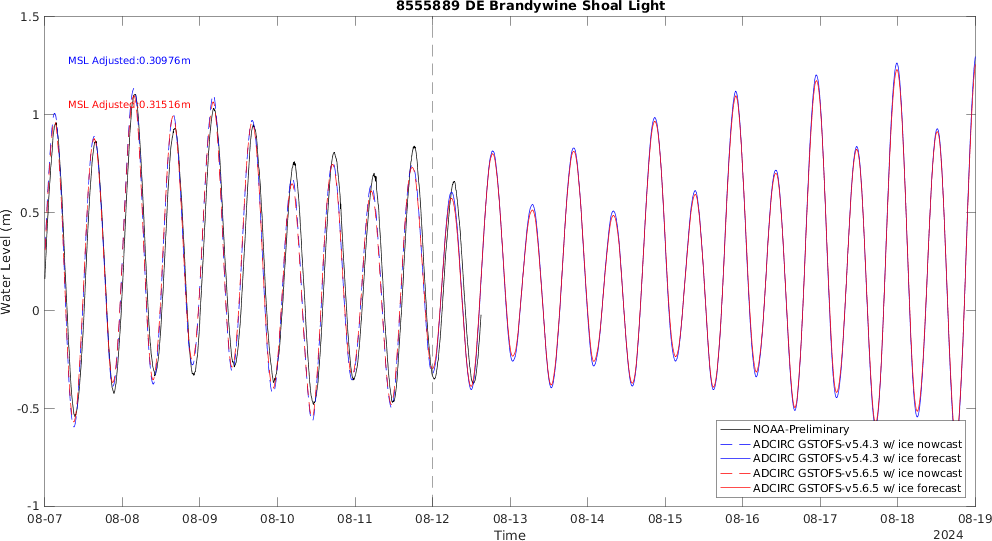 8555889 DE Brandywine Shoal Light
1.5
MSL Adjusted:0.30976m
MSL Adjusted:0.31516m
1
0.5
0
-0.5
-1
Water Level (m)
NOAA-Preliminary
ADCIRC GSTOFS-v5.4.3 w/ ice nowcast
ADCIRC GSTOFS-v5.4.3 w/ ice forecast
ADCIRC GSTOFS-v5.6.5 w/ ice nowcast
ADCIRC GSTOFS-v5.6.5 w/ ice forecast
08-07 08-08 08-09 08-10 08-11 08-12 08-13 08-14 08-15 08-16 08-17 08-18 08-19
Time
2024